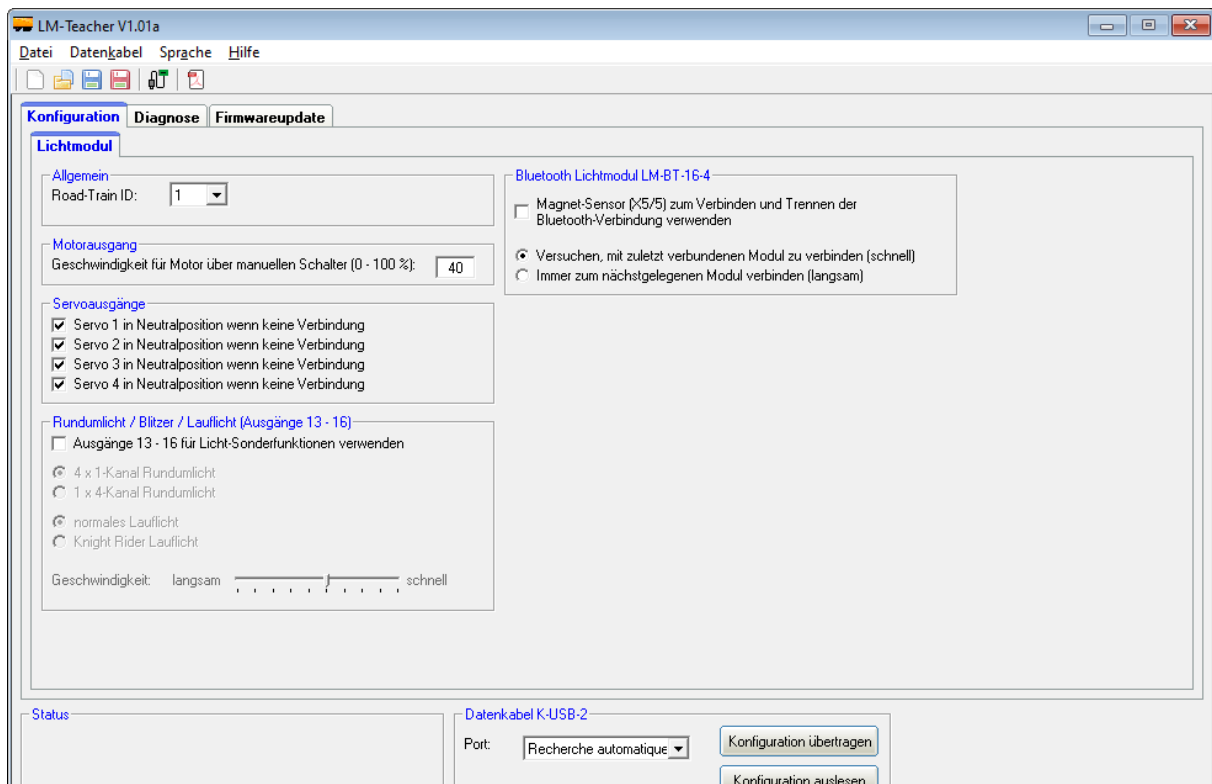 LM-Teacher V1.01a
Datei Datenkabel Sprache Hilfe
Konfiguration Diagnose Firmwareupdate
Lichtmodul
Allgemein
Road-Train ID: 1
Motorausgang
Geschwindigkeit für Motor über manuellen Schalter (0 - 100 %): 40
Servoausgänge
Servo 1 in Neutralposition wenn keine Verbindung
Servo 2 in Neutralposition wenn keine Verbindung
Servo 3 in Neutralposition wenn keine Verbindung
Servo 4 in Neutralposition wenn keine Verbindung
Rundumlicht / Blitzer / Lauflicht (Ausgänge 13 - 16)
Ausgänge 13 - 16 für Licht-Sonderfunktionen verwenden
4 x 1-Kanal Rundumlicht
1 x 4-Kanal Rundumlicht
normales Lauflicht
Knight Rider Lauflicht
Geschwindigkeit: langsam schnell
Bluetooth Lichtmodul LM-BT-16-4
Magnet-Sensor (X5/5) zum Verbinden und Trennen der
Bluetooth-Verbindung verwenden
Versuchen, mit zuletzt verbundenen Modul zu verbinden (schnell)
Immer zum nächstgelegenen Modul verbinden (langsam)
Status
Datenkabel K-USB-2
Port: Recherche automatique
Konfiguration übertragen
Konfiguration auslesen